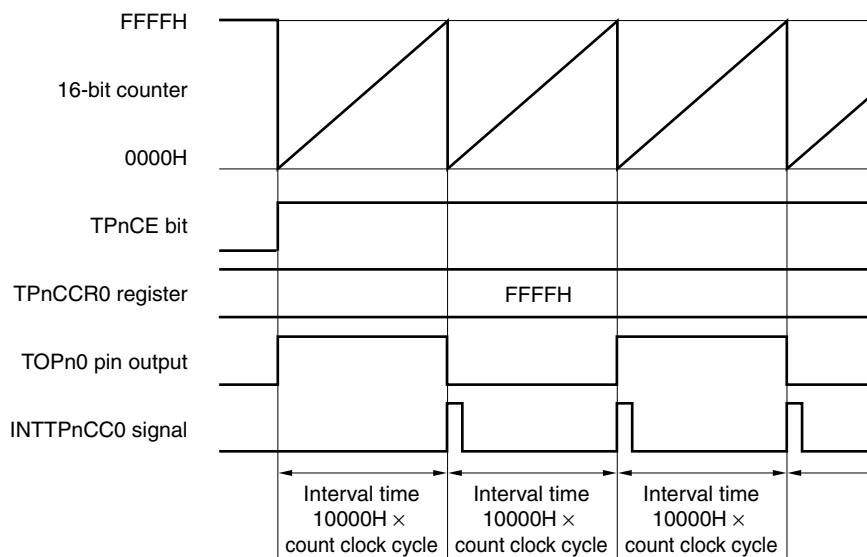 FFFFH
16-bit counter
0000H
TPnCE bit
TPnCCR0 register
FFFFH
TOPn0 pin output
INTTPnCC0 signal
Interval time
10000H ×
count clock cycle
Interval time
10000H ×
count clock cycle
Interval time
10000H ×
count clock cycle